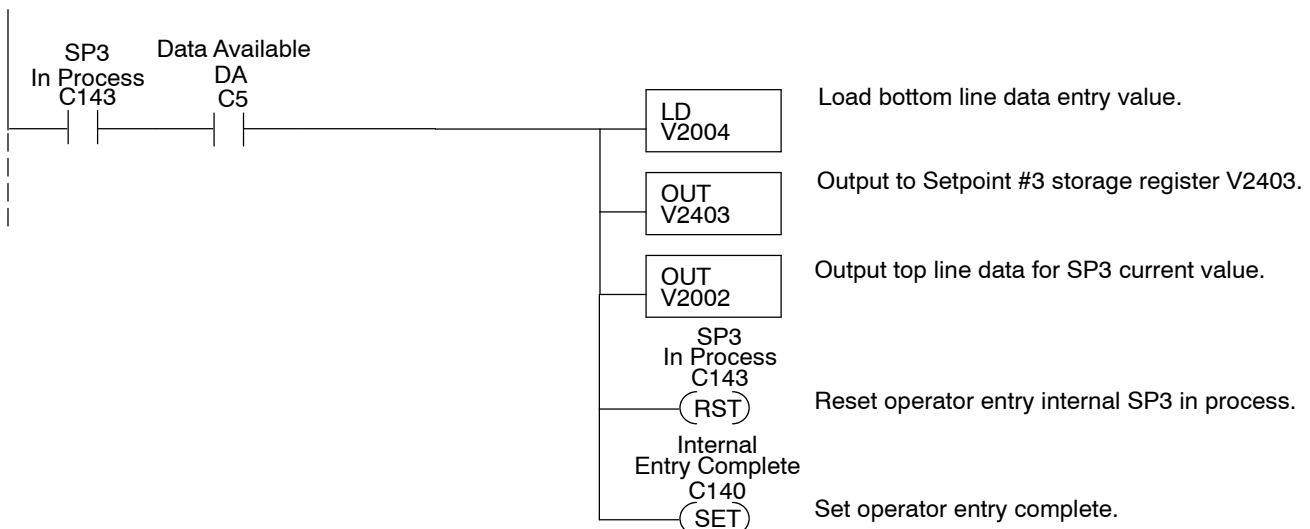 SP3
In Process
C143
Data Available
DA
C5
LD
V2004
Load bottom line data entry value.
OUT
V2403
Output to Setpoint #3 storage register V2403.
OUT
V2002
Output top line data for SP3 current value.
SP3
In Process
C143
RST
Reset operator entry internal SP3 in process.
Internal
Entry Complete
C140
SET
Set operator entry complete.